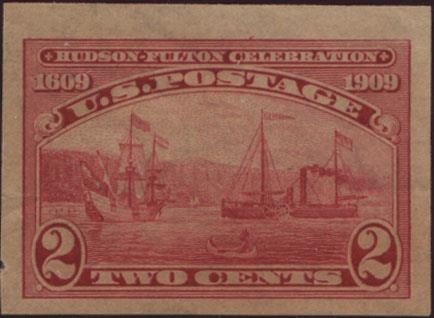 HUDSON-FULTON CELEBRATION
1609 1909
U.S. POSTAGE
2 2
TWO CENTS